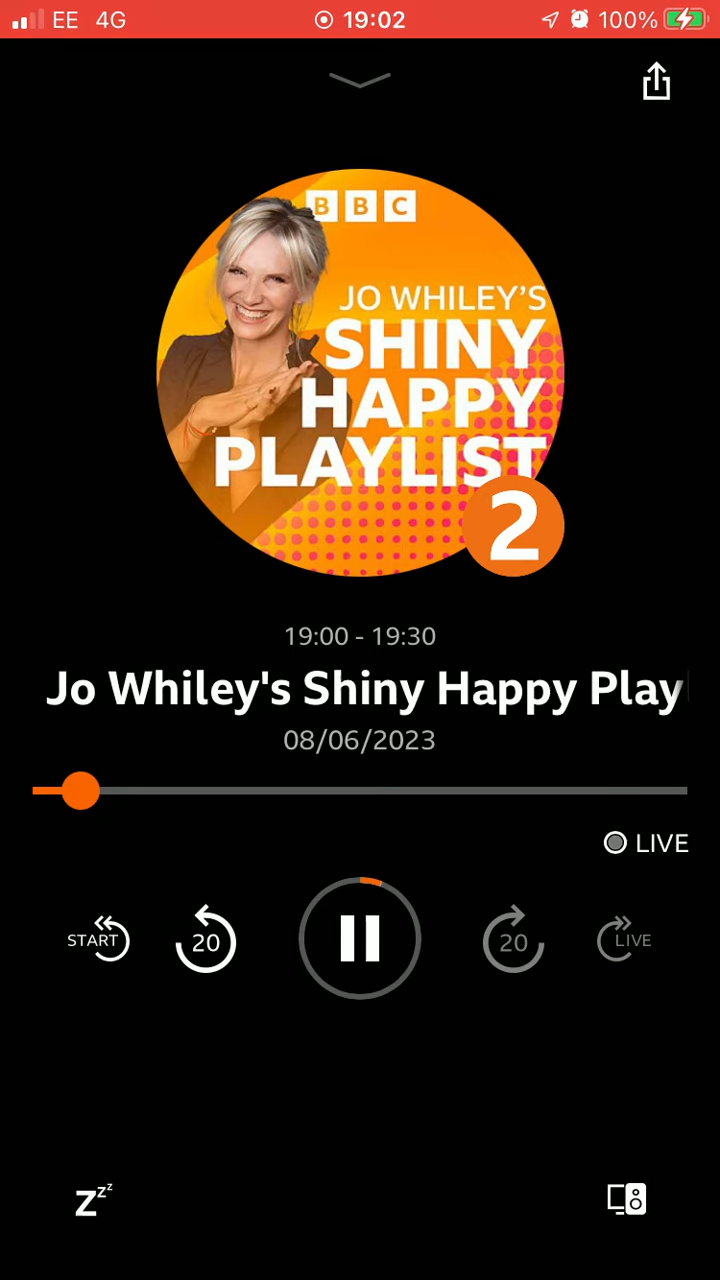 EE 4G 19:02 100%
BBC
JO WHILEY'S
SHINY
HAPPY
PLAYLIST
2
19:00 - 19:30
Jo Whiley's Shiny Happy Play
08/06/2023
LIVE
START 20 20 LIVE
Zzz